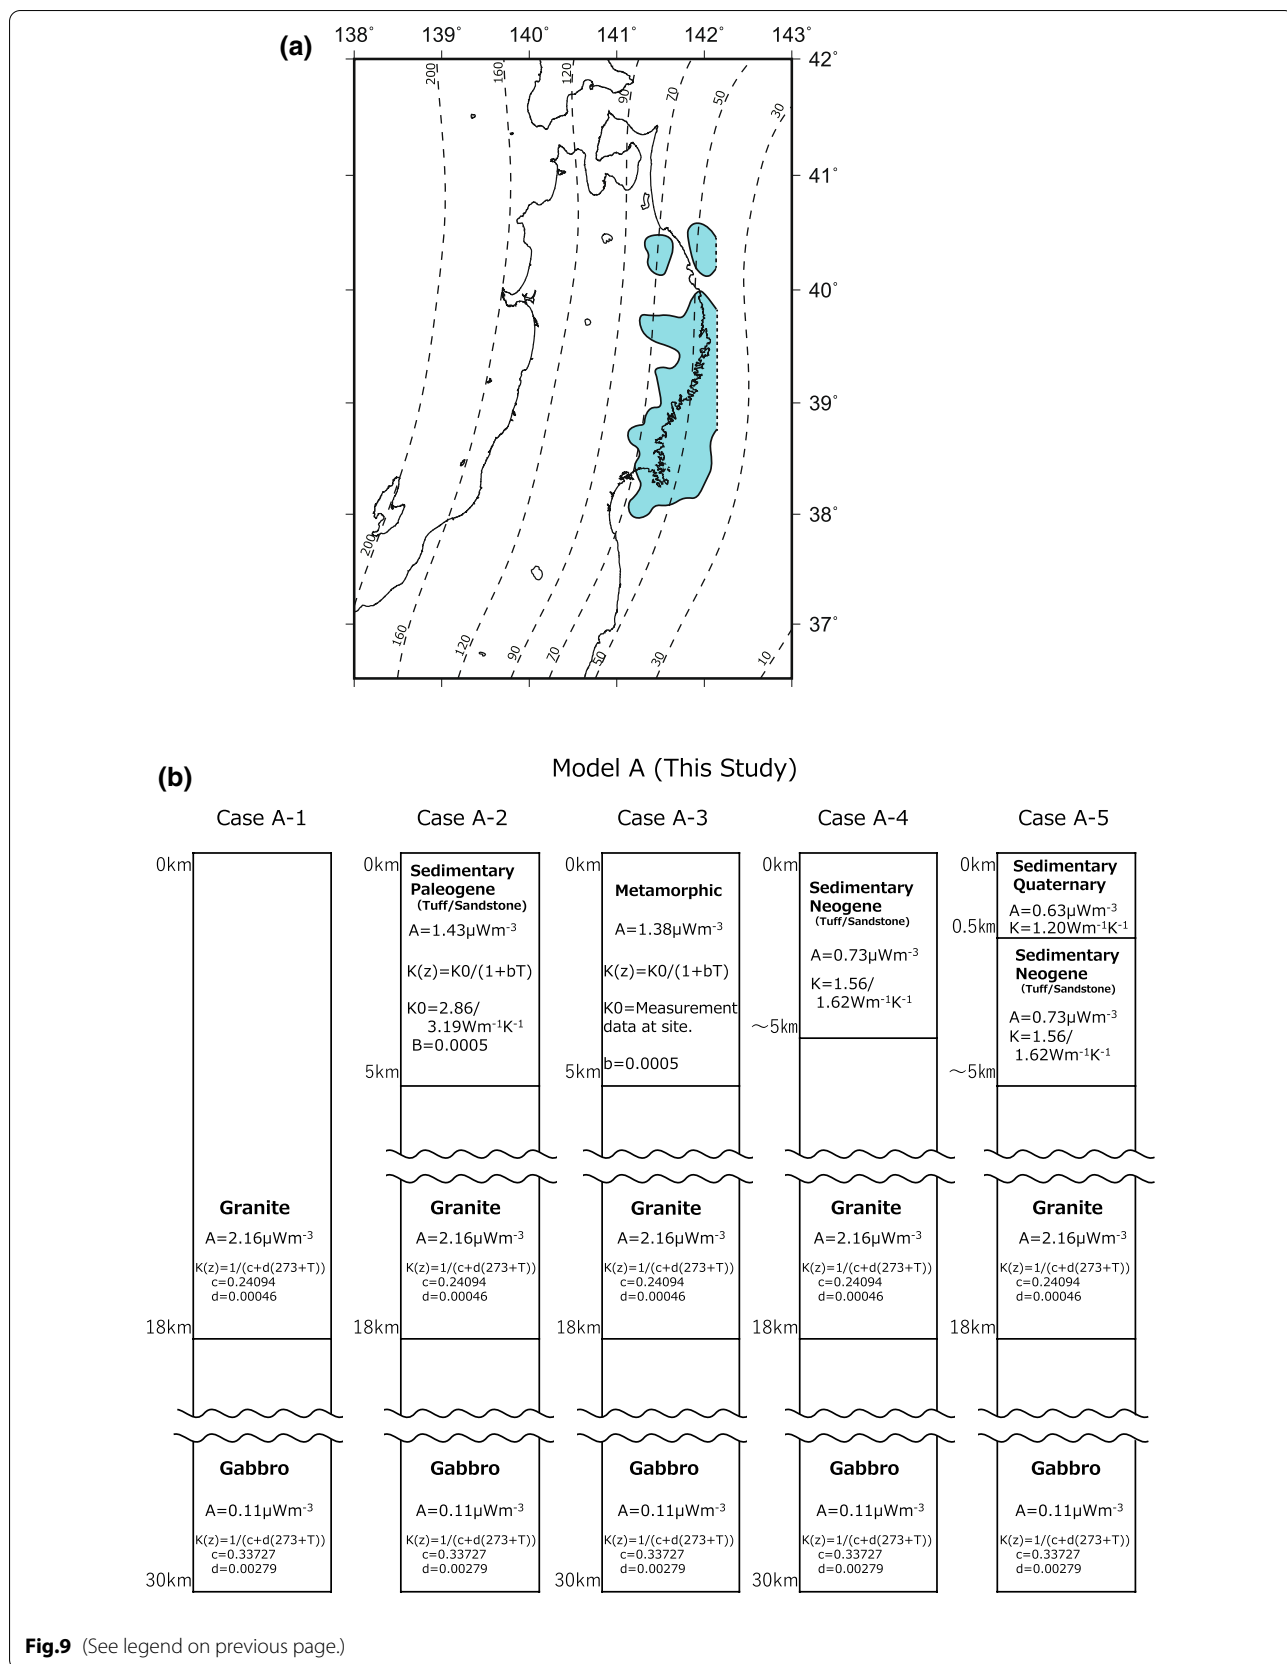 (a)
138° 139° 140° 141° 142° 143°
42°
41°
40°
39°
38°
37°
200 160 120 90 70 50 30
200 160 120 90 70 50 30 10
(b)
Model A (This Study)
Case A-1
0km
Granite
A=2.16μWm⁻³
K(z)=1/(c+d(273+T))
c=0.24094
d=0.00046
18km
Gabbro
A=0.11μWm⁻³
K(z)=1/(c+d(273+T))
c=0.33727
d=0.00279
30km
Case A-2
0km
Sedimentary
Paleogene
(Tuff/Sandstone)
A=1.43μWm⁻³
K(z)=K0/(1+bT)
K0=2.86/
3.19Wm⁻¹K⁻¹
B=0.0005
5km
Granite
A=2.16μWm⁻³
K(z)=1/(c+d(273+T))
c=0.24094
d=0.00046
18km
Gabbro
A=0.11μWm⁻³
K(z)=1/(c+d(273+T))
c=0.33727
d=0.00279
Case A-3
0km
Metamorphic
A=1.38μWm⁻³
K(z)=K0/(1+bT)
K0=Measurement
data at site.
b=0.0005
5km
Granite
A=2.16μWm⁻³
K(z)=1/(c+d(273+T))
c=0.24094
d=0.00046
18km
Gabbro
A=0.11μWm⁻³
K(z)=1/(c+d(273+T))
c=0.33727
d=0.00279
30km
Case A-4
0km
Sedimentary
Neogene
(Tuff/Sandstone)
A=0.73μWm⁻³
K=1.56/
1.62Wm⁻¹K⁻¹
~5km
Granite
A=2.16μWm⁻³
K(z)=1/(c+d(273+T))
c=0.24094
d=0.00046
18km
Gabbro
A=0.11μWm⁻³
K(z)=1/(c+d(273+T))
c=0.33727
d=0.00279
30km
Case A-5
0km
Sedimentary
Quaternary
A=0.63μWm⁻³
K=1.20Wm⁻¹K⁻¹
0.5km
Sedimentary
Neogene
(Tuff/Sandstone)
A=0.73μWm⁻³
K=1.56/
1.62Wm⁻¹K⁻¹
~5km
Granite
A=2.16μWm⁻³
K(z)=1/(c+d(273+T))
c=0.24094
d=0.00046
18km
Gabbro
A=0.11μWm⁻³
K(z)=1/(c+d(273+T))
c=0.33727
d=0.00279
Fig.9 (See legend on previous page.)